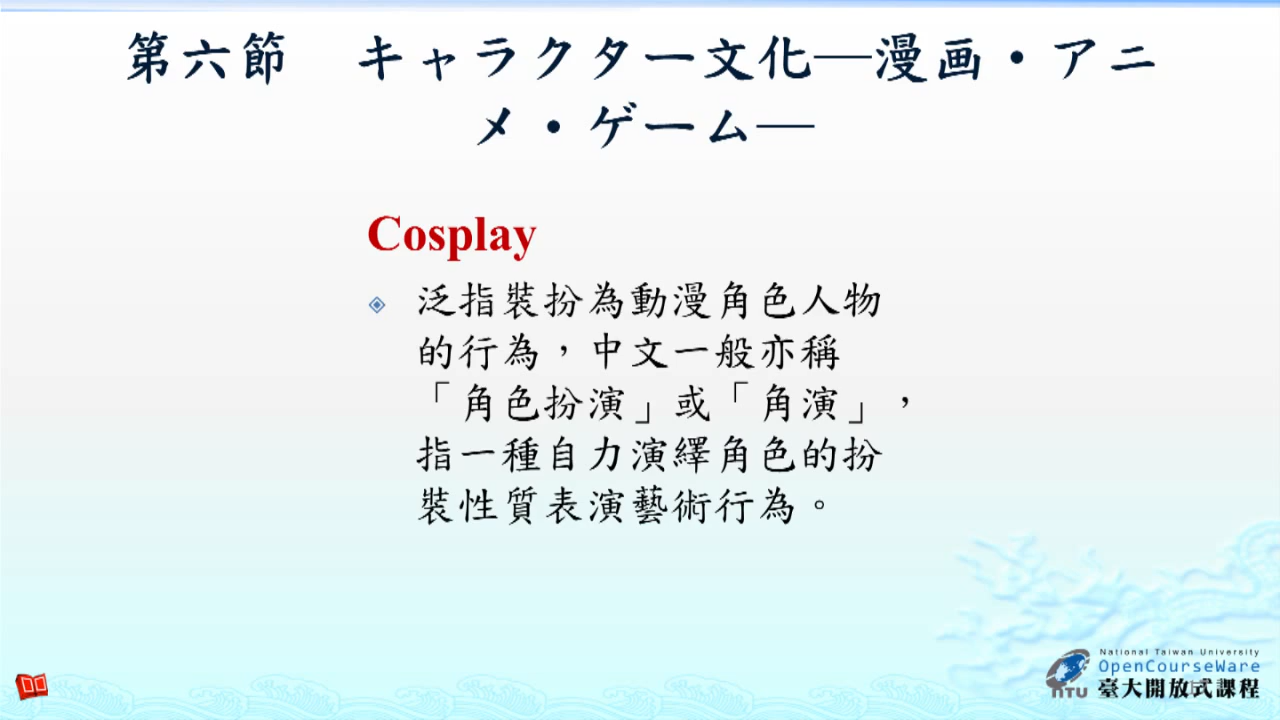 第六節　キャラクター文化—漫画・アニ
メ・ゲーム—
Cosplay
泛指裝扮為動漫角色人物
的行為，中文一般亦稱
「角色扮演」或「角演」，
指一種自力演繹角色的扮
裝性質表演藝術行為。
National Taiwan University
OpenCourseWare
NTU 臺大開放式課程